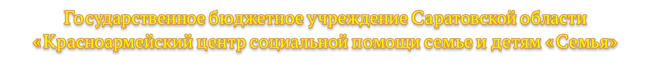 Государственное бюджетное учреждение Саратовской области
«Красноармейский центр социальной помощи семье и детям «Семья»